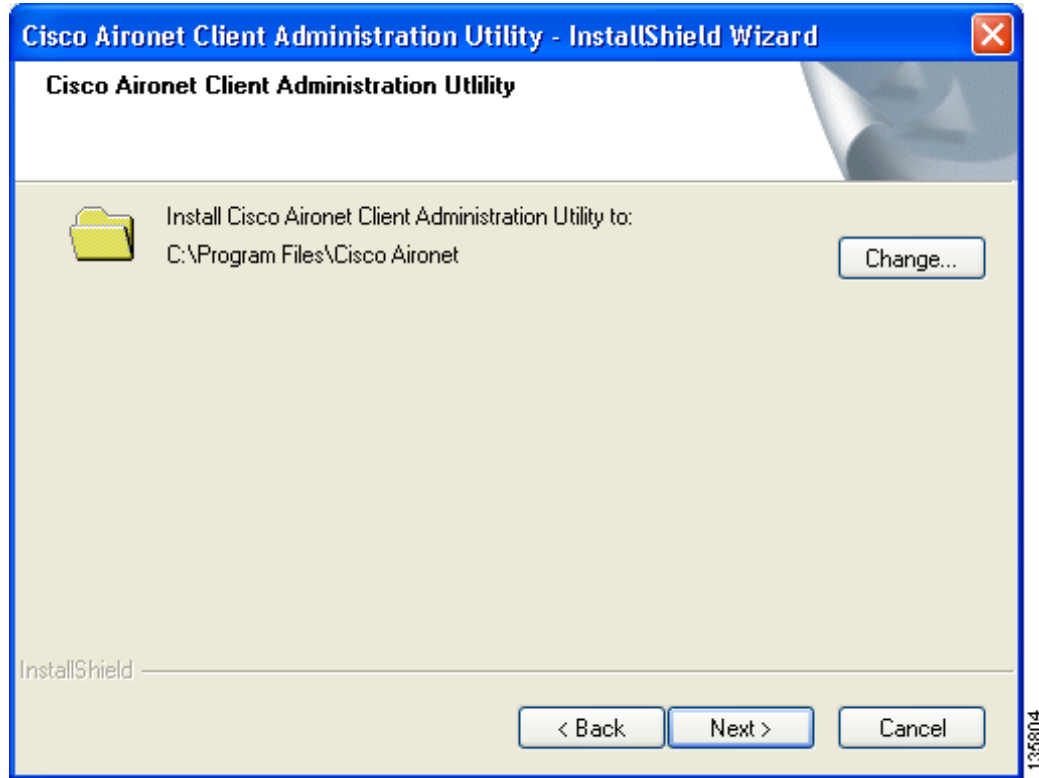 Cisco Aironet Client Administration Utility - InstallShield Wizard
Cisco Aironet Client Administration Utlility
Install Cisco Aironet Client Administration Utility to:
C:\Program Files\Cisco Aironet
Change...
InstallShield
< Back
Next >
Cancel
135804